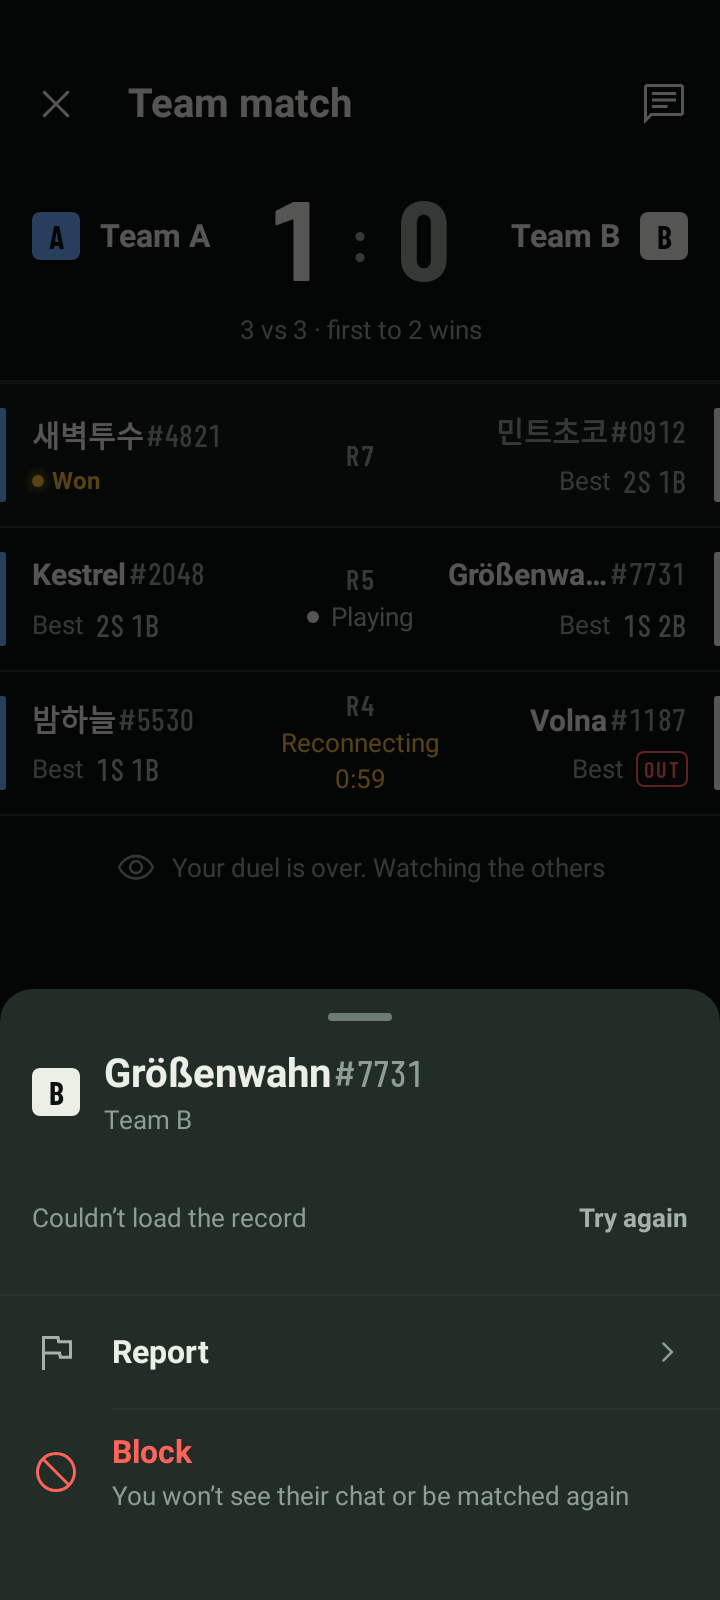 Team match
A Team A 1 : 0 Team B B
3 vs 3 · first to 2 wins
새벽투수#4821 R7 민트초코#0912
Won Best 2S 1B
Kestrel#2048 R5 Größenwa...#7731
Best 2S 1B Playing Best 1S 2B
밤하늘#5530 R4 Volna#1187
Best 1S 1B Reconnecting Best OUT
0:59
Your duel is over. Watching the others
B Größenwahn#7731
Team B
Couldn’t load the record Try again
Report
Block
You won’t see their chat or be matched again